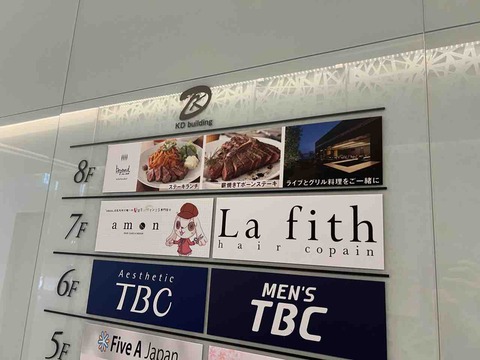 KD building
8F
ステーキランチ
薪焼きTボーンステーキ
ライブとグリル料理をご一緒に
7F
amon
La fith
hair copain
6F
Aesthetic
TBC
MEN'S
TBC
5F
Five A Japan